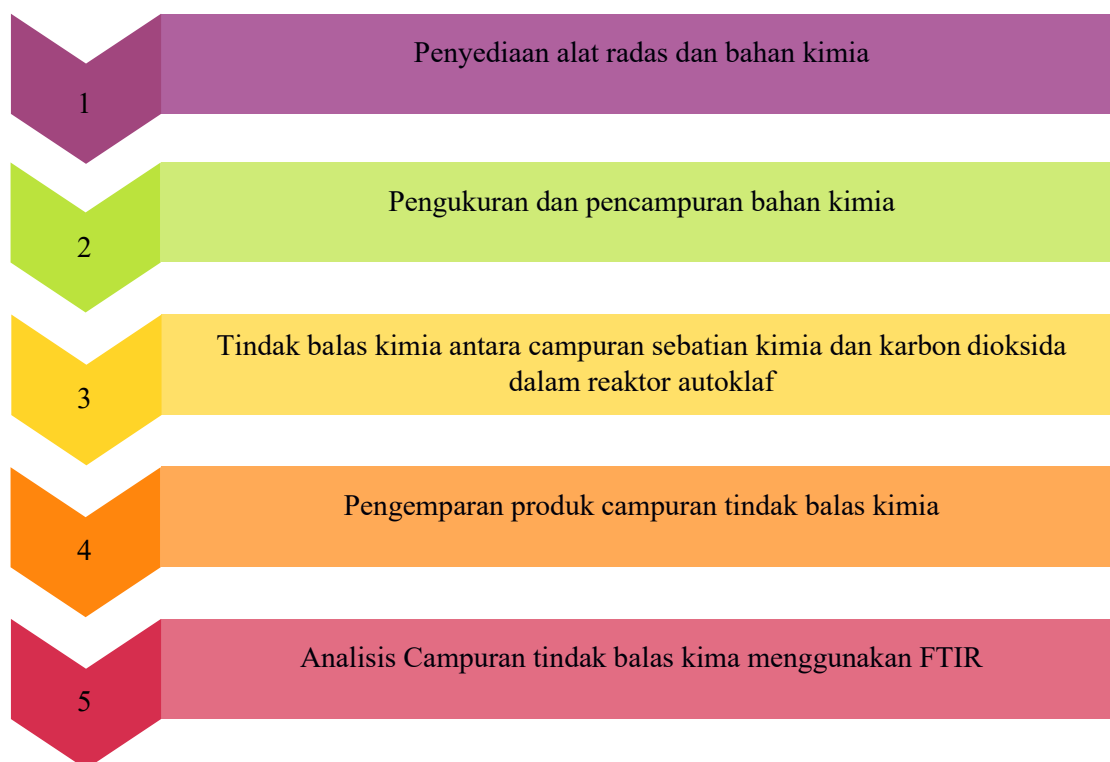 Penyediaan alat radas dan bahan kimia
1
Pengukuran dan pencampuran bahan kimia
2
Tindak balas kimia antara campuran sebatian kimia dan karbon dioksida
dalam reaktor autoklaf
3
Pengemparan produk campuran tindak balas kimia
4
Analisis Campuran tindak balas kima menggunakan FTIR
5